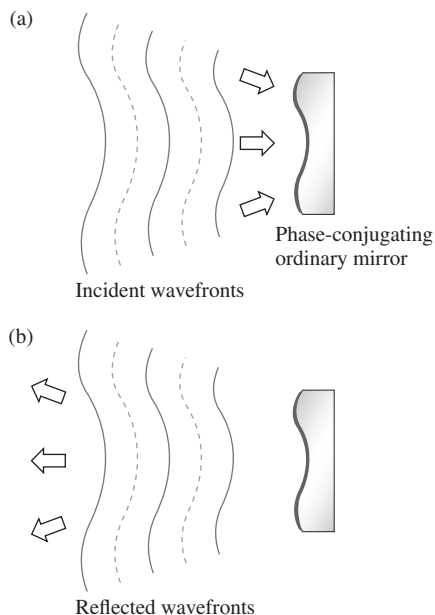 (a)
Phase-conjugating
ordinary mirror
Incident wavefronts
(b)
Reflected wavefronts